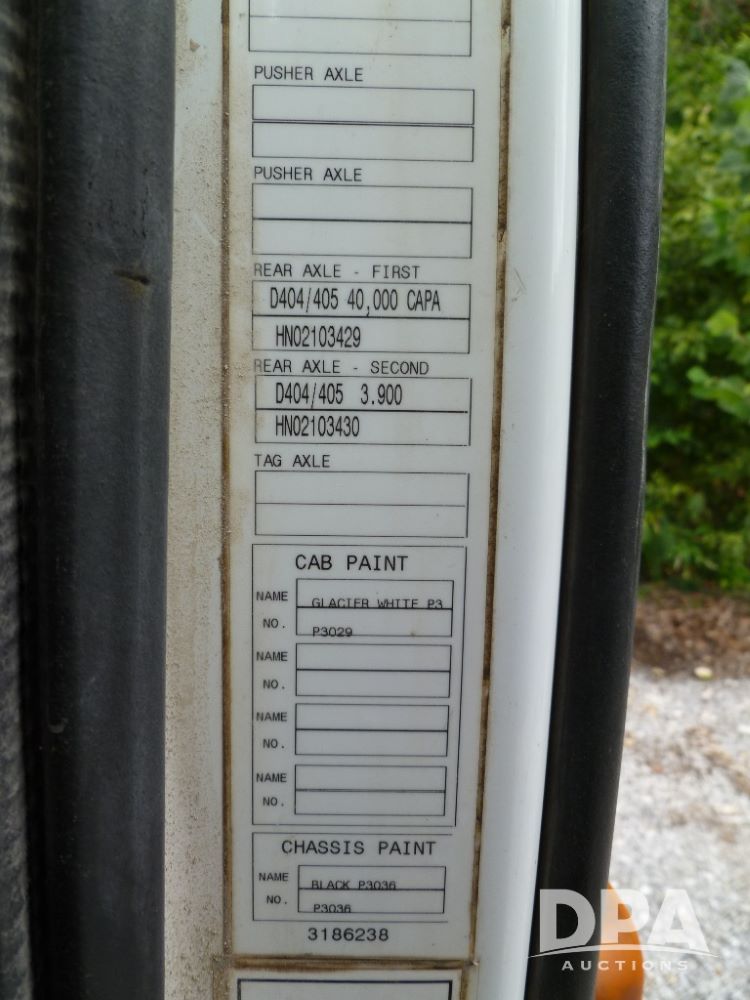 PUSHER AXLE
PUSHER AXLE
REAR AXLE - FIRST
D404/405 40,000 CAPA
HN02103429
REAR AXLE - SECOND
D404/405 3.900
HN02103430
TAG AXLE
CAB PAINT
NAME GLACIER WHITE P3
NO. P3029
NAME
NO.
NAME
NO.
NAME
NO.
CHASSIS PAINT
NAME BLACK P3036
NO. P3036
3186238
DPA
AUCTIONS